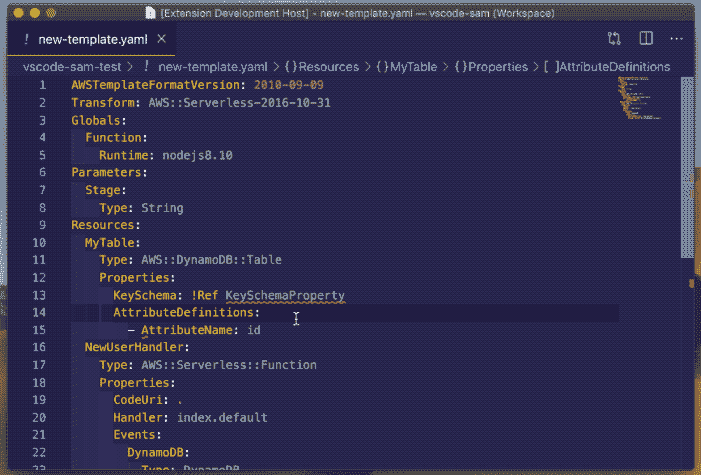 [Extension Development Host] - new-template.yaml — vscode-sam (Workspace)
! new-template.yaml ×
vscode-sam-test > ! new-template.yaml > {} Resources > {} MyTable > {} Properties > [ ] AttributeDefinitions
1 AWSTemplateFormatVersion: 2010-09-09
2 Transform: AWS::Serverless-2016-10-31
3 Globals:
4 Function:
5 Runtime: nodejs8.10
6 Parameters:
7 Stage:
8 Type: String
9 Resources:
10 MyTable:
11 Type: AWS::DynamoDB::Table
12 Properties:
13 KeySchema: !Ref KeySchemaProperty
14 AttributeDefinitions:
15 - AttributeName: id
16 NewUserHandler:
17 Type: AWS::Serverless::Function
18 Properties:
19 CodeUri: .
20 Handler: index.default
21 Events:
22 DynamoDB:
23 Type: DynamoDB